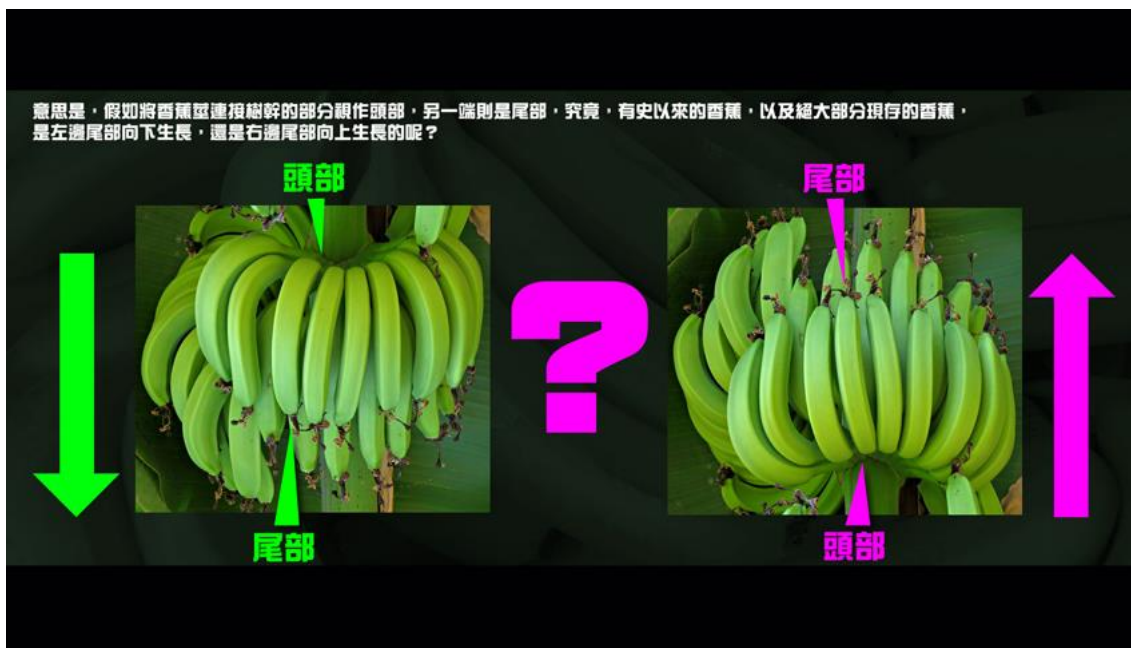 意思是，假如將香蕉莖連接樹幹的部分視作頭部，另一端則是尾部，究竟，有史以來的香蕉，以及絕大部分現存的香蕉，
是左邊尾部向下生長，還是右邊尾部向上生長的呢？
頭部
尾部
?
尾部
頭部